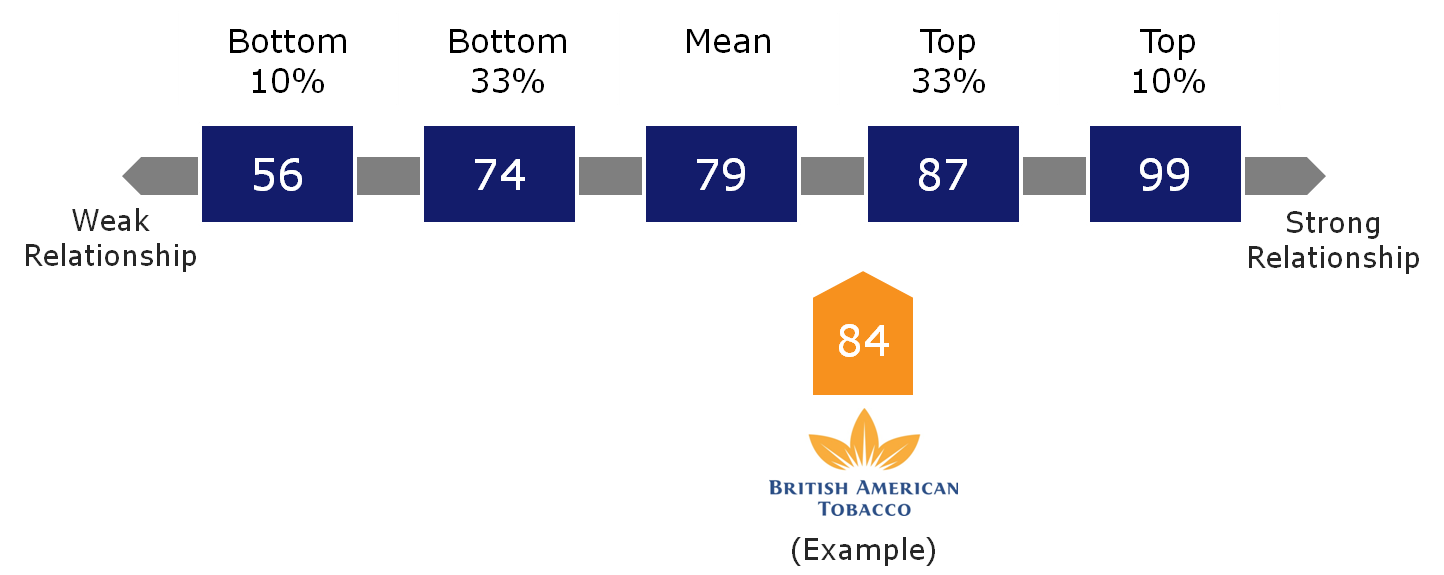 Bottom
10%
Bottom
33%
Mean
Top
33%
Top
10%
56
74
79
87
99
Weak
Relationship
Strong
Relationship
84
BRITISH AMERICAN
TOBACCO
(Example)